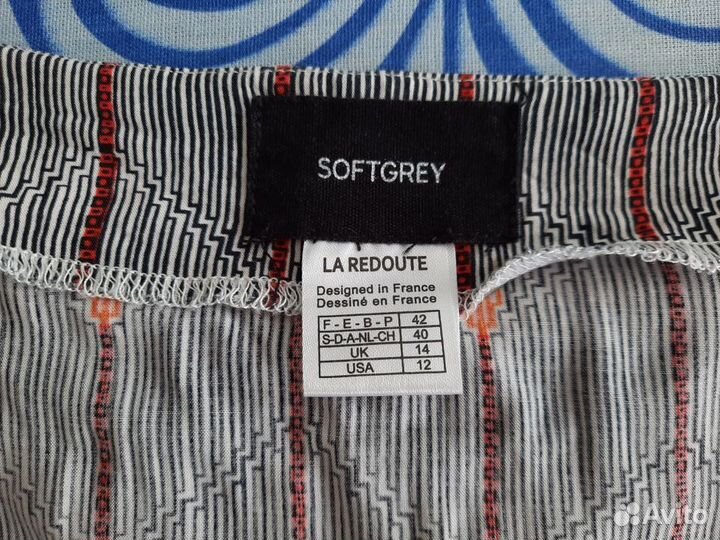 SOFTGREY
LA REDOUTE
Designed in France
Dessiné en France
F - E - B - P 42
S-D-A-NL-CH 40
UK 14
USA 12
Avito